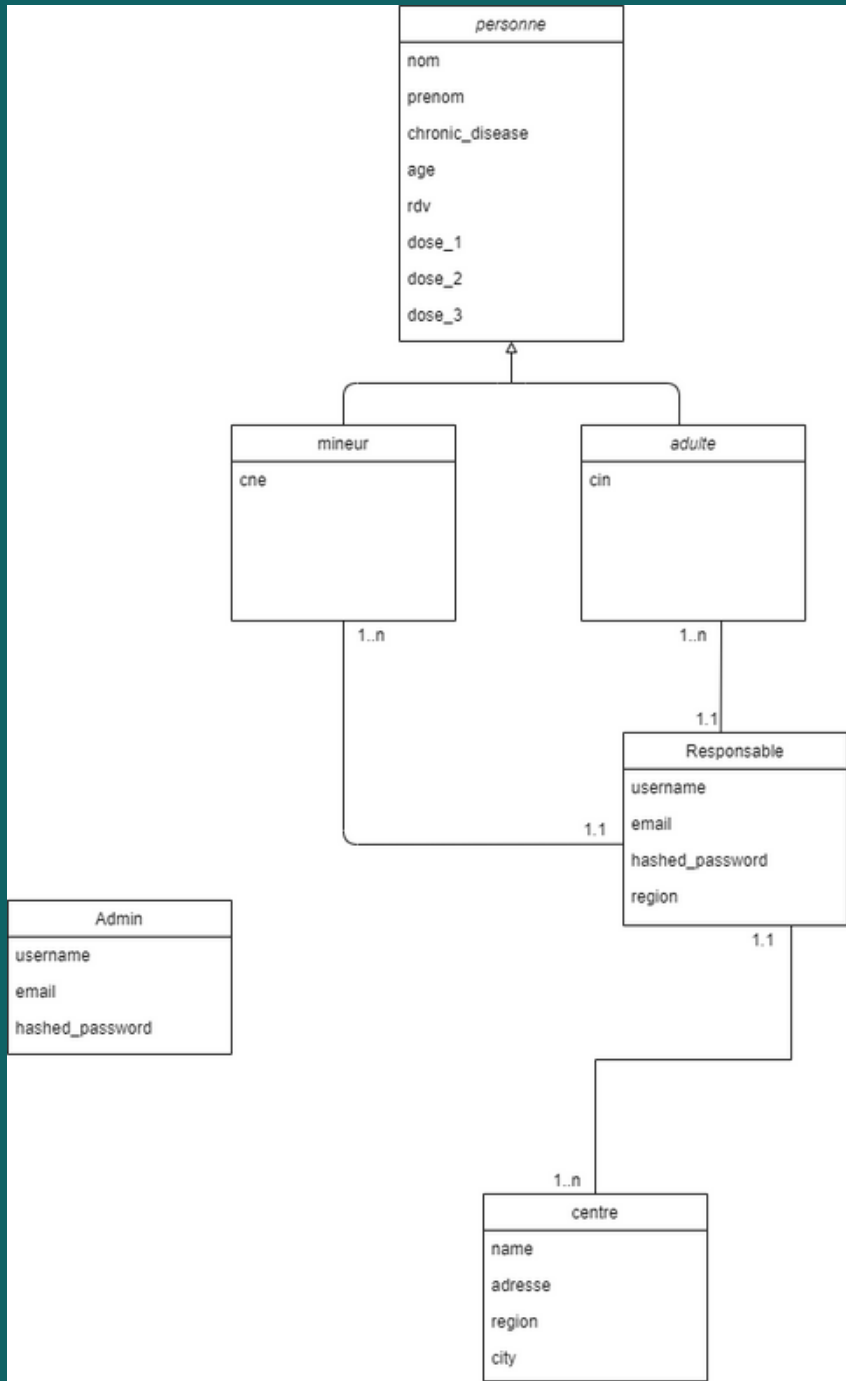 personne
nom
prenom
chronic_disease
age
rdv
dose_1
dose_2
dose_3
mineur
cne
adulte
cin
1..n
1..n
1.1
Responsable
username
email
hashed_password
region
1.1
1.1
Admin
username
email
hashed_password
1..n
centre
name
adresse
region
city